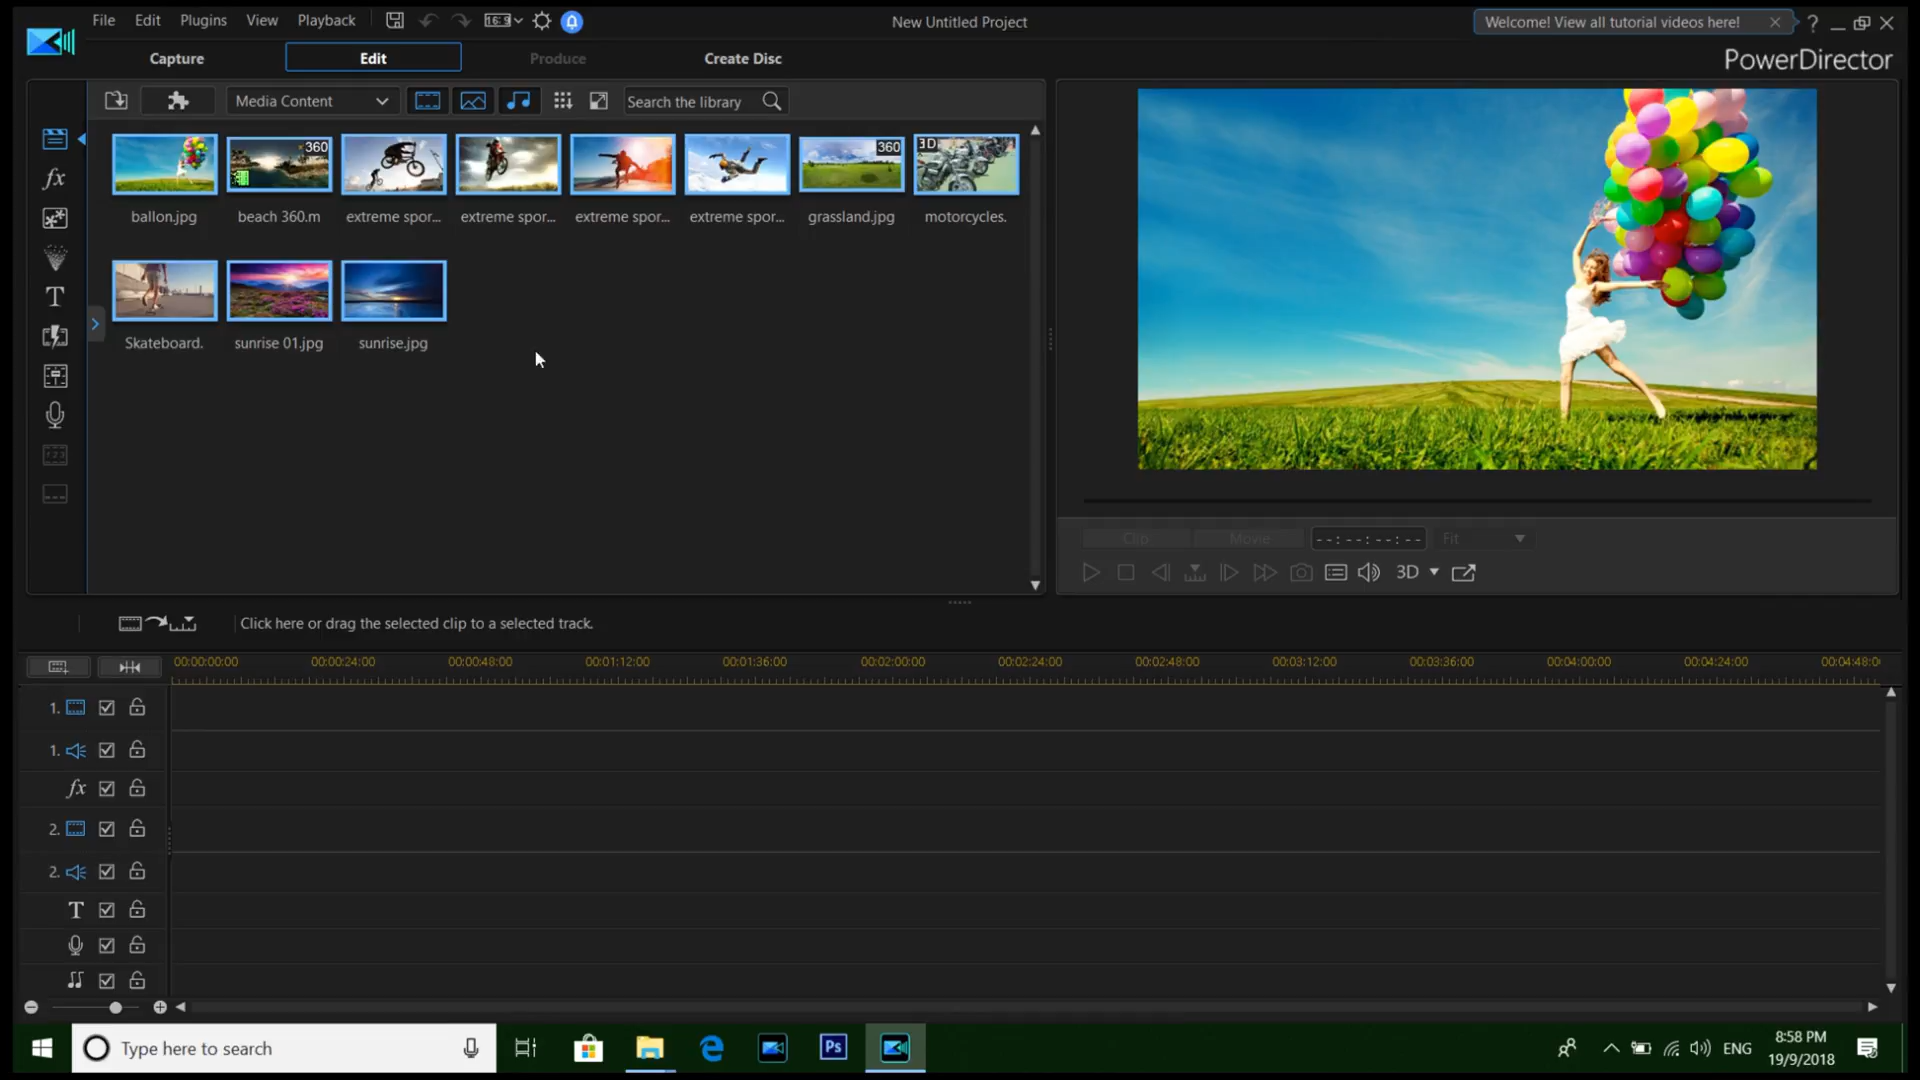 File Edit Plugins View Playback 16:9 New Untitled Project Welcome! View all tutorial videos here! ?
Capture Edit Produce Create Disc PowerDirector
Media Content Search the library
360 360 3D
ballon.jpg beach 360.m extreme spor... extreme spor... extreme spor... extreme spor... grassland.jpg motorcycles.
Skateboard. sunrise 01.jpg sunrise.jpg
fx
T
Clip Movie --:--:--:-- Fit
3D
Click here or drag the selected clip to a selected track.
00:00:00:00 00:00:24:00 00:00:48:00 00:01:12:00 00:01:36:00 00:02:00:00 00:02:24:00 00:02:48:00 00:03:12:00 00:03:36:00 00:04:00:00 00:04:24:00 00:04:48:0
1.
1.
fx
2.
2.
T
Type here to search Ps ENG 8:58 PM
19/9/2018